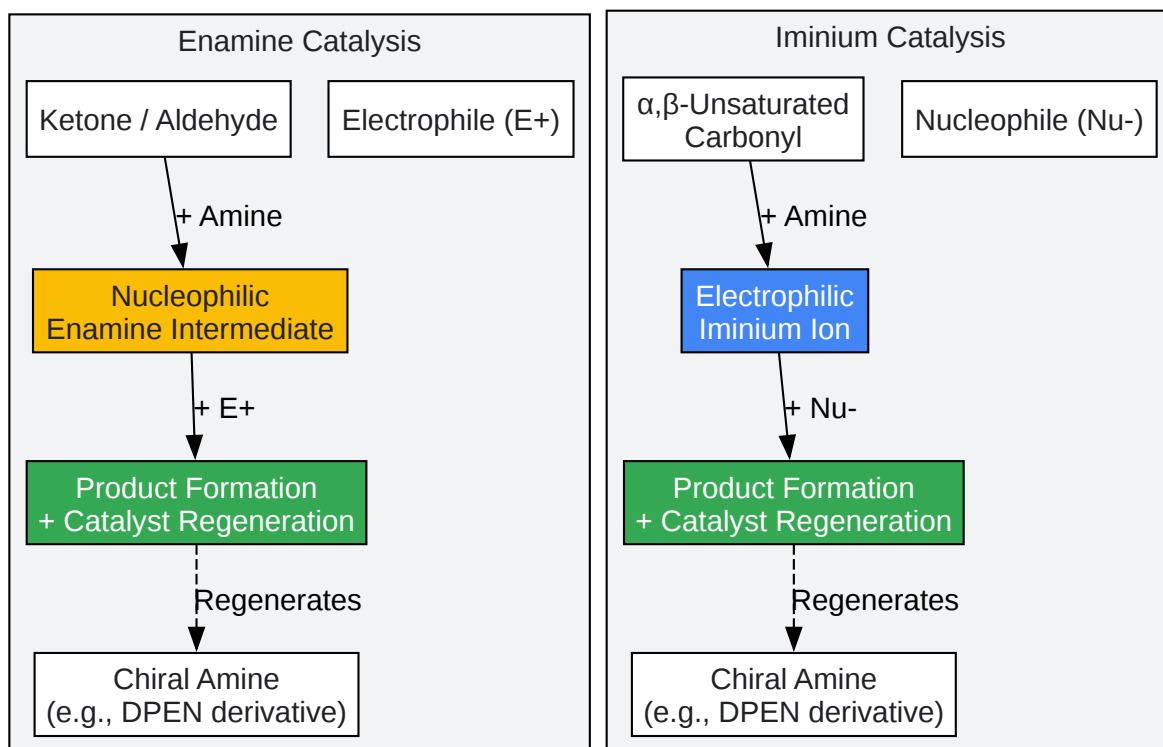 Enamine Catalysis
Ketone / Aldehyde
Electrophile (E+)
+ Amine
Nucleophilic
Enamine Intermediate
+ E+
Product Formation
+ Catalyst Regeneration
Regenerates
Chiral Amine
(e.g., DPEN derivative)
Iminium Catalysis
α,β-Unsaturated
Carbonyl
Nucleophile (Nu-)
+ Amine
Electrophilic
Iminium Ion
+ Nu-
Product Formation
+ Catalyst Regeneration
Regenerates
Chiral Amine
(e.g., DPEN derivative)